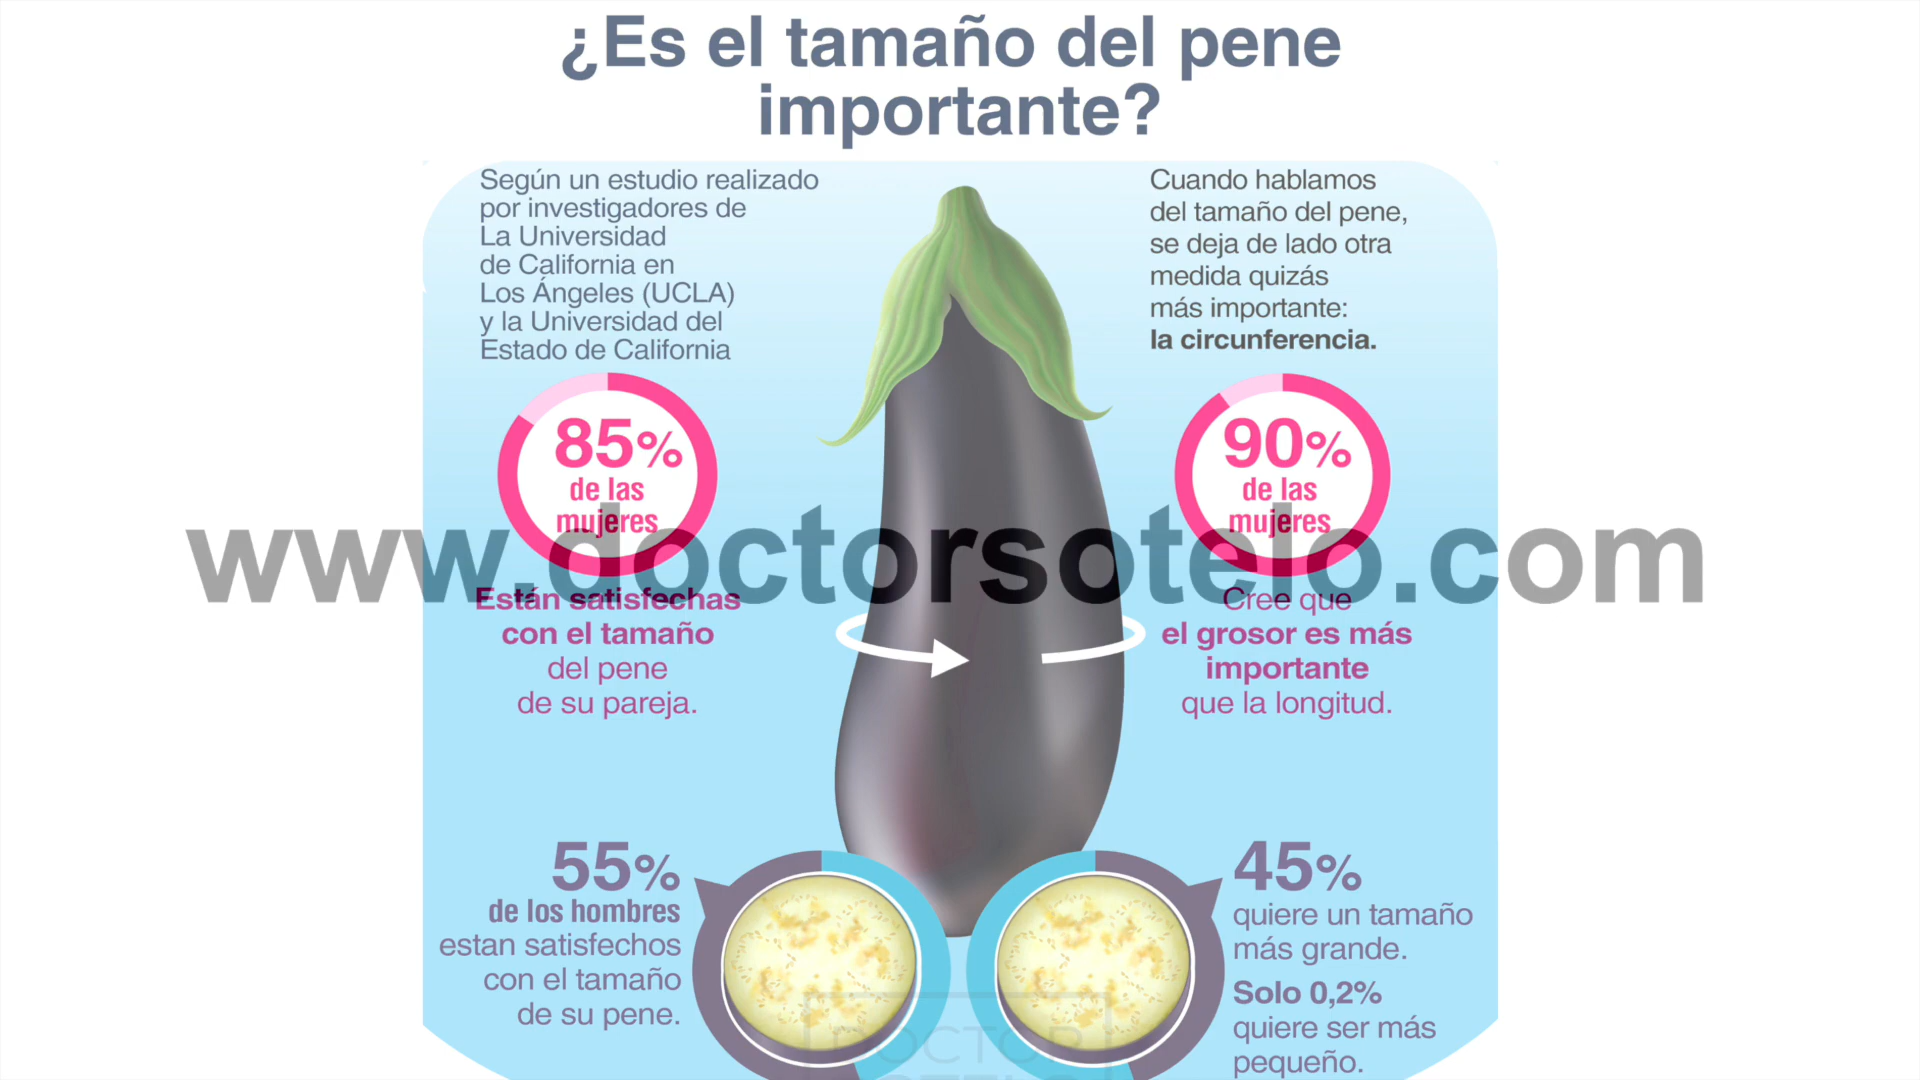 ¿Es el tamaño del pene
importante?
Según un estudio realizado
por investigadores de
La Universidad
de California en
Los Ángeles (UCLA)
y la Universidad del
Estado de California
85%
de las
mujeres
Están satisfechas
con el tamaño
del pene
de su pareja.
Cuando hablamos
del tamaño del pene,
se deja de lado otra
medida quizás
más importante:
la circunferencia.
90%
de las
mujeres
Cree que
el grosor es más
importante
que la longitud.
www.doctorsotelo.com
55%
de los hombres
estan satisfechos
con el tamaño
de su pene.
45%
quiere un tamaño
más grande.
Solo 0,2%
quiere ser más
pequeño.
DOCTOR